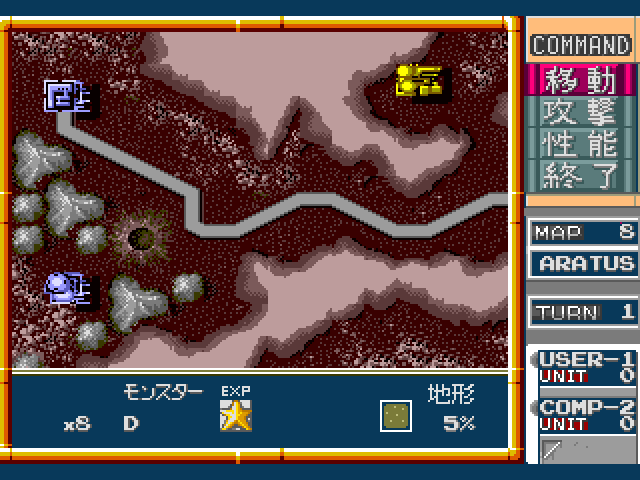 COMMAND
移動
攻撃
性能
終了
MAP 8
ARATUS
TURN 1
USER-1
UNIT 0
COMP-2
UNIT 0
モンスター EXP 地形
x8 D 5%